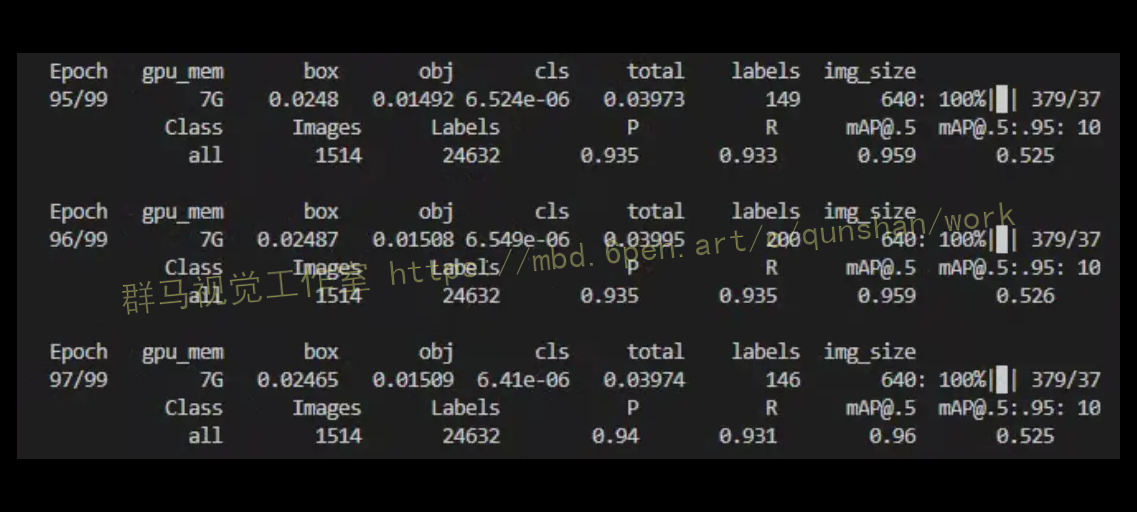 Epoch gpu_mem box obj cls total labels img_size
95/99 7G 0.0248 0.01492 6.524e-06 0.03973 149 640: 100%|█| 379/37
Class Images Labels P R mAP@.5 mAP@.5:.95: 10
all 1514 24632 0.935 0.933 0.959 0.525
Epoch gpu_mem box obj cls total labels img_size
96/99 7G 0.02487 0.01508 6.549e-06 0.03995 200 640: 100%|█| 379/37
Class Images Labels P R mAP@.5 mAP@.5:.95: 10
all 1514 24632 0.935 0.935 0.959 0.526
群马视觉工作室 https://mbd.6pen.art/a/qunshan/work
Epoch gpu_mem box obj cls total labels img_size
97/99 7G 0.02465 0.01509 6.41e-06 0.03974 146 640: 100%|█| 379/37
Class Images Labels P R mAP@.5 mAP@.5:.95: 10
all 1514 24632 0.94 0.931 0.96 0.525